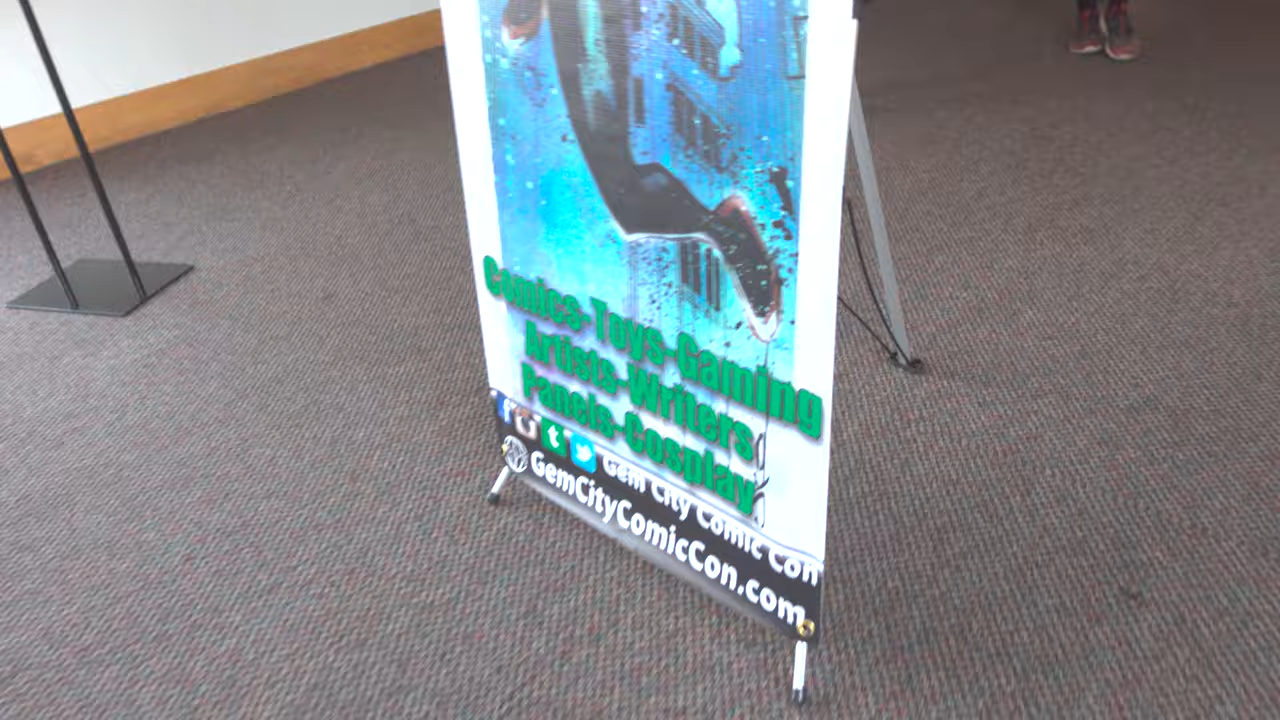 Comics-Toys-Gaming
Artists-Writers
Panels-Cosplay
f t Gem City Comic Con
GemCityComicCon.com